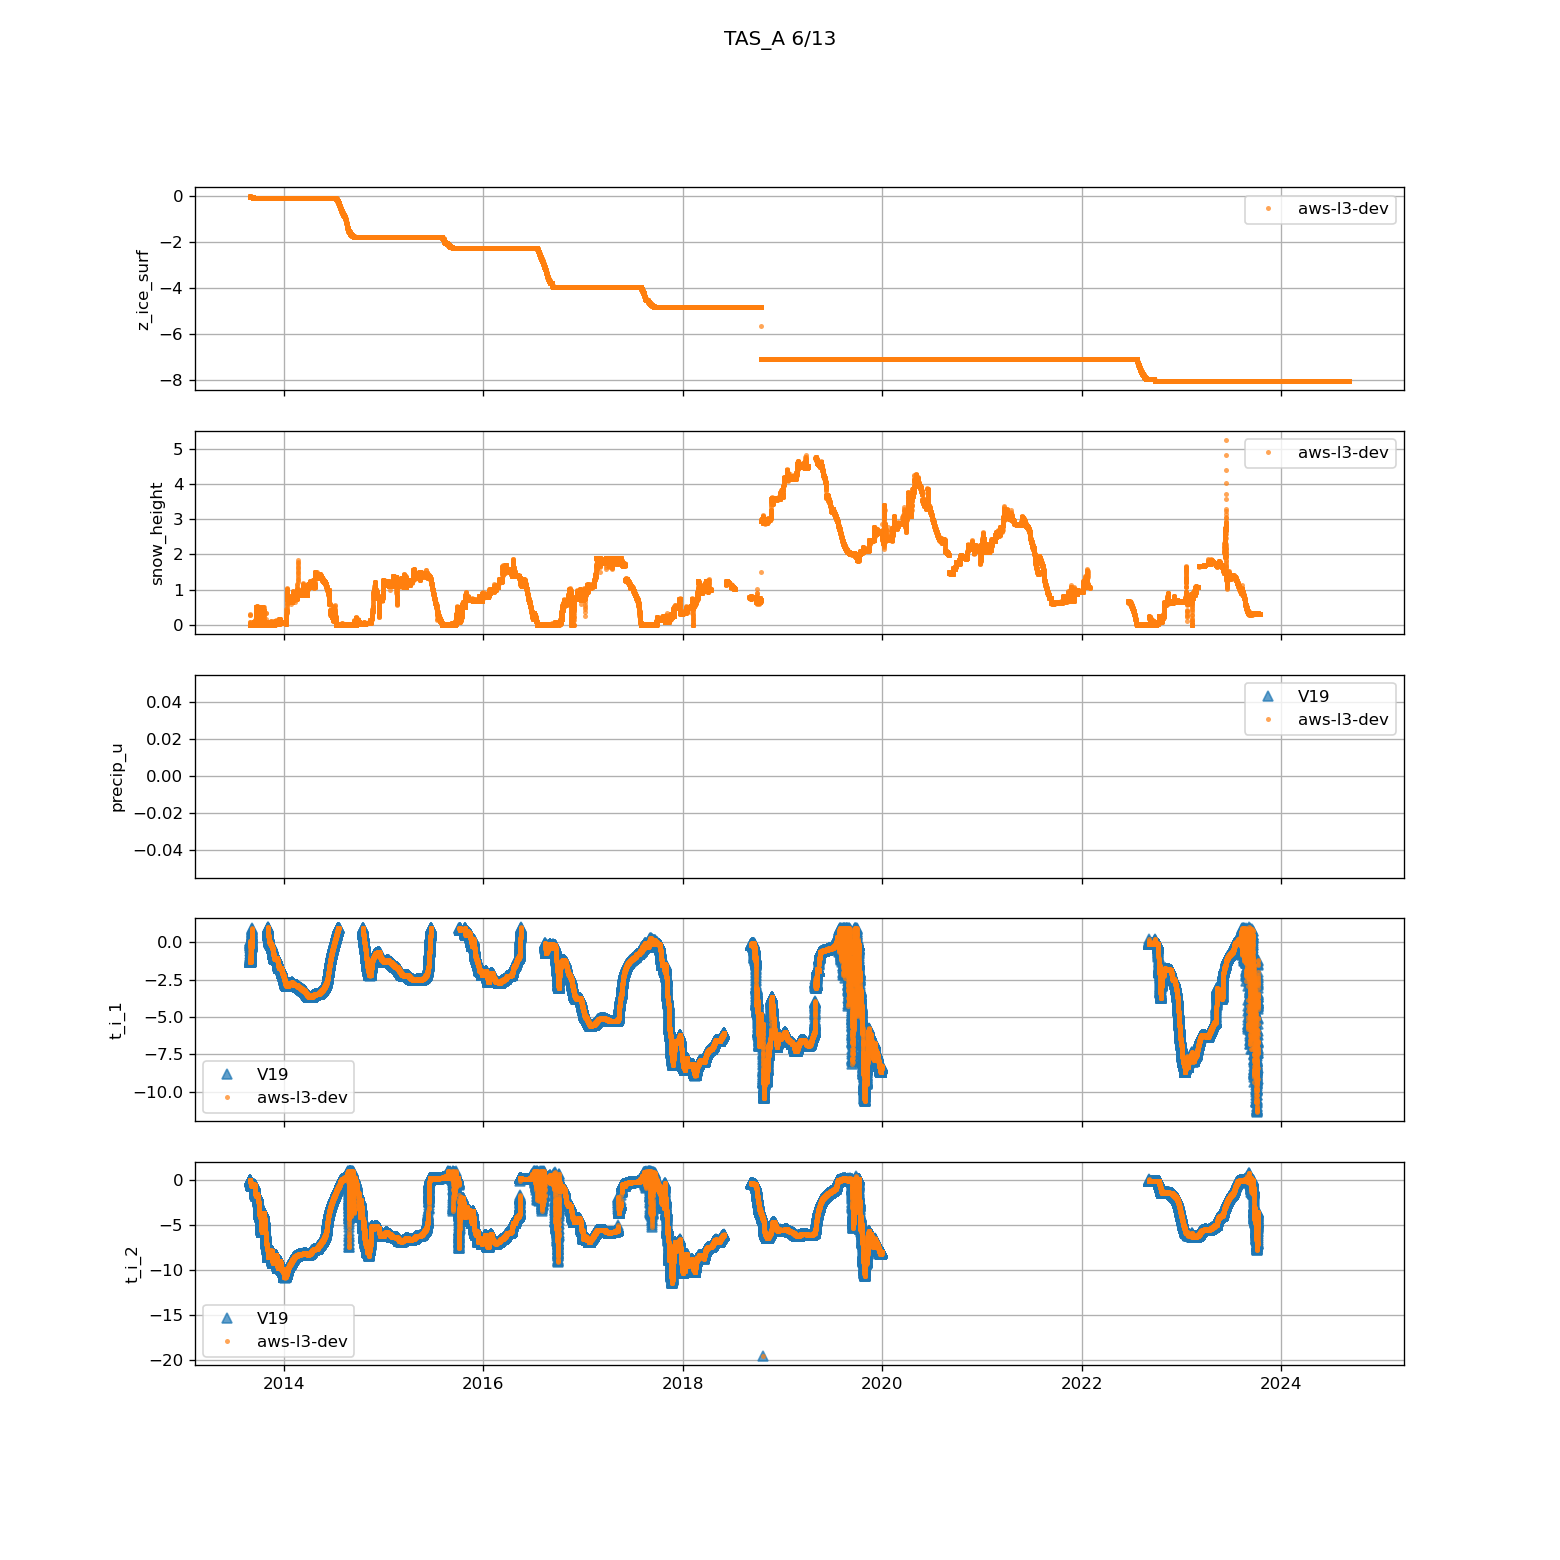 TAS_A 6/13
0
−2
−4
−6
−8
z_ice_surf
aws-l3-dev
5
4
3
2
1
0
snow_height
aws-l3-dev
0.04
0.02
0.00
−0.02
−0.04
precip_u
V19
aws-l3-dev
0.0
−2.5
−5.0
−7.5
−10.0
t_i_1
V19
aws-l3-dev
0
−5
−10
−15
−20
t_i_2
V19
aws-l3-dev
2014 2016 2018 2020 2022 2024